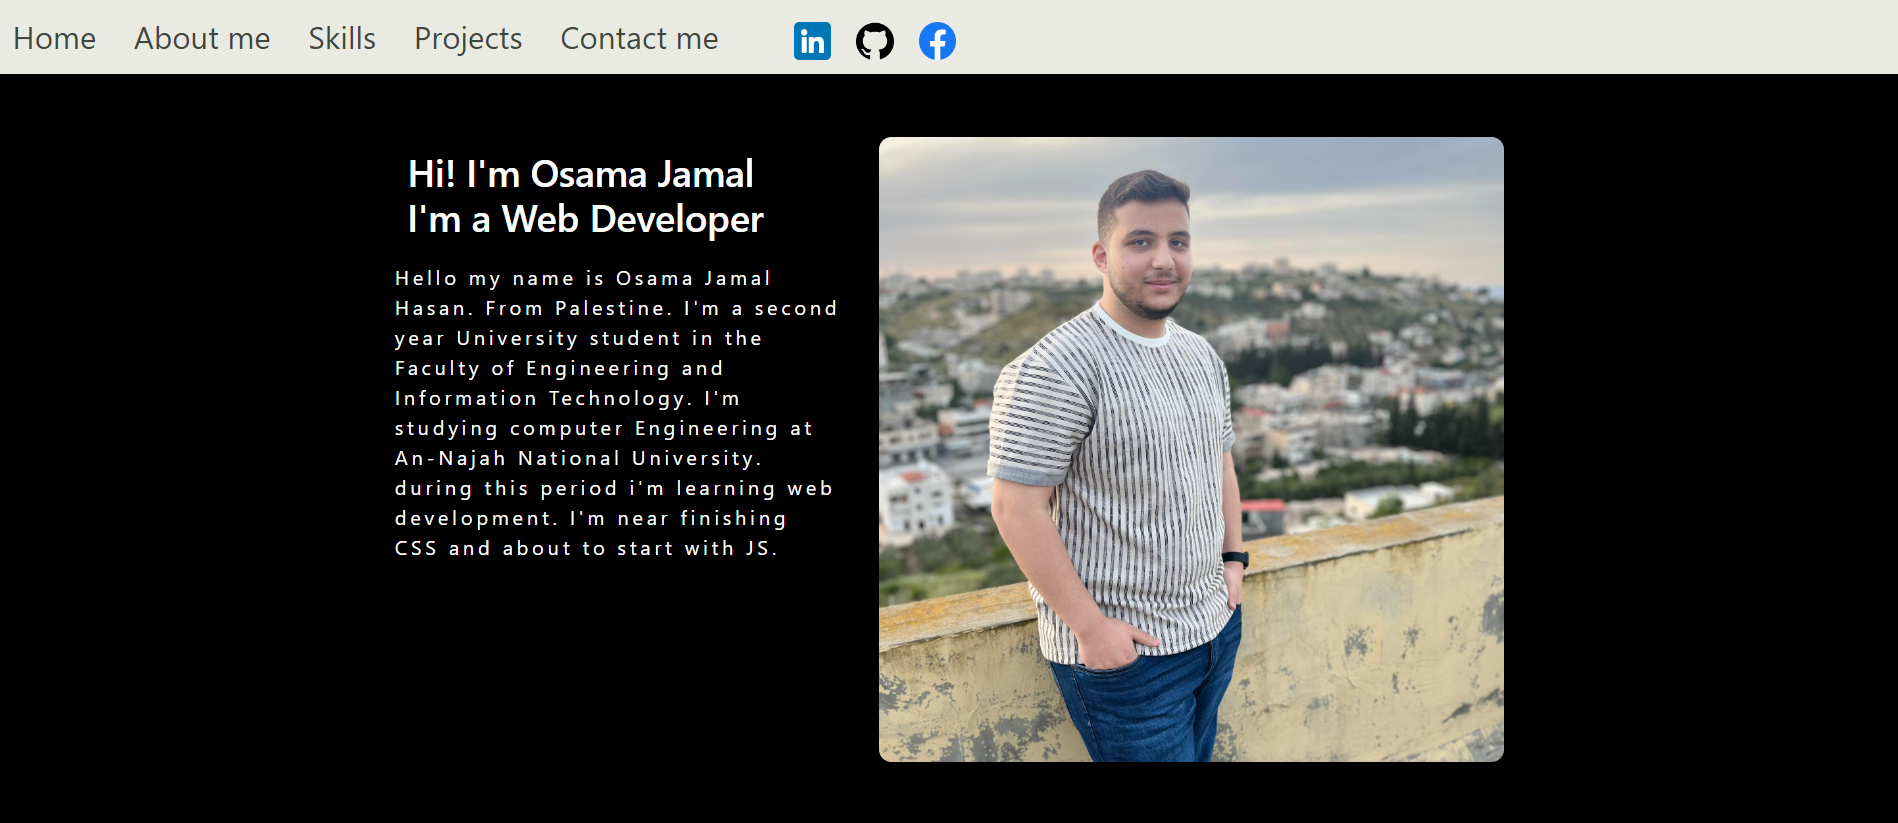 Home About me Skills Projects Contact me in
Hi! I'm Osama Jamal
I'm a Web Developer
Hello my name is Osama Jamal
Hasan. From Palestine. I'm a second
year University student in the
Faculty of Engineering and
Information Technology. I'm
studying computer Engineering at
An-Najah National University.
during this period i'm learning web
development. I'm near finishing
CSS and about to start with JS.